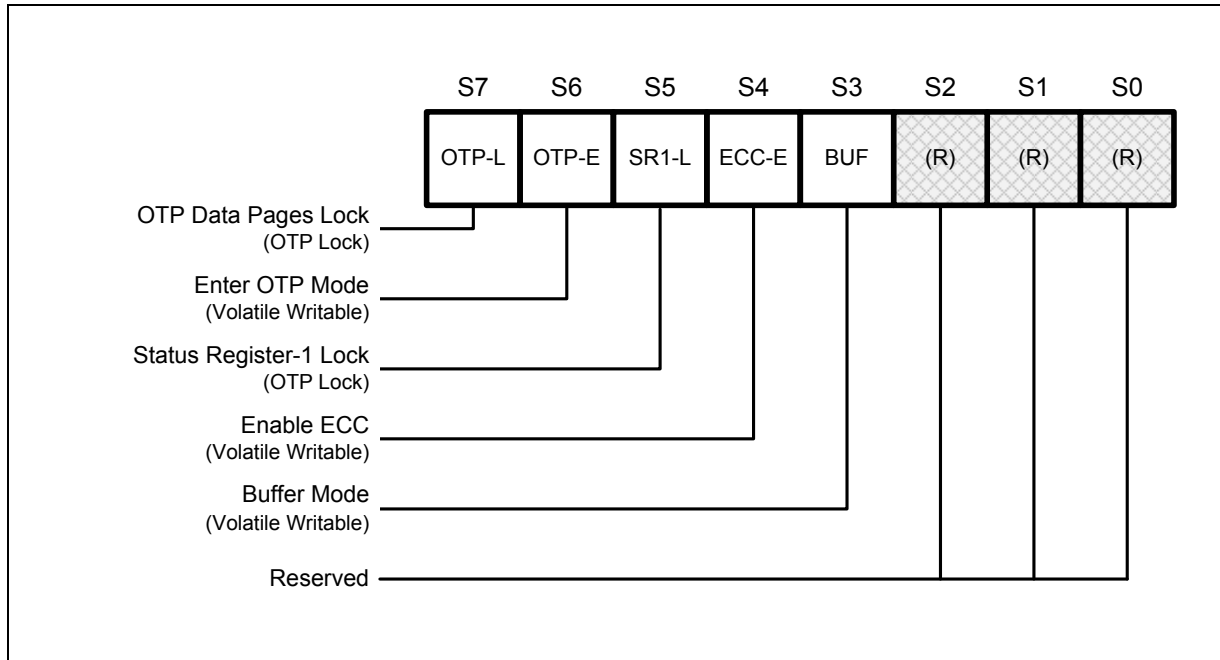 S7 S6 S5 S4 S3 S2 S1 S0
OTP-L OTP-E SR1-L ECC-E BUF (R) (R) (R)
OTP Data Pages Lock
(OTP Lock)
Enter OTP Mode
(Volatile Writable)
Status Register-1 Lock
(OTP Lock)
Enable ECC
(Volatile Writable)
Buffer Mode
(Volatile Writable)
Reserved